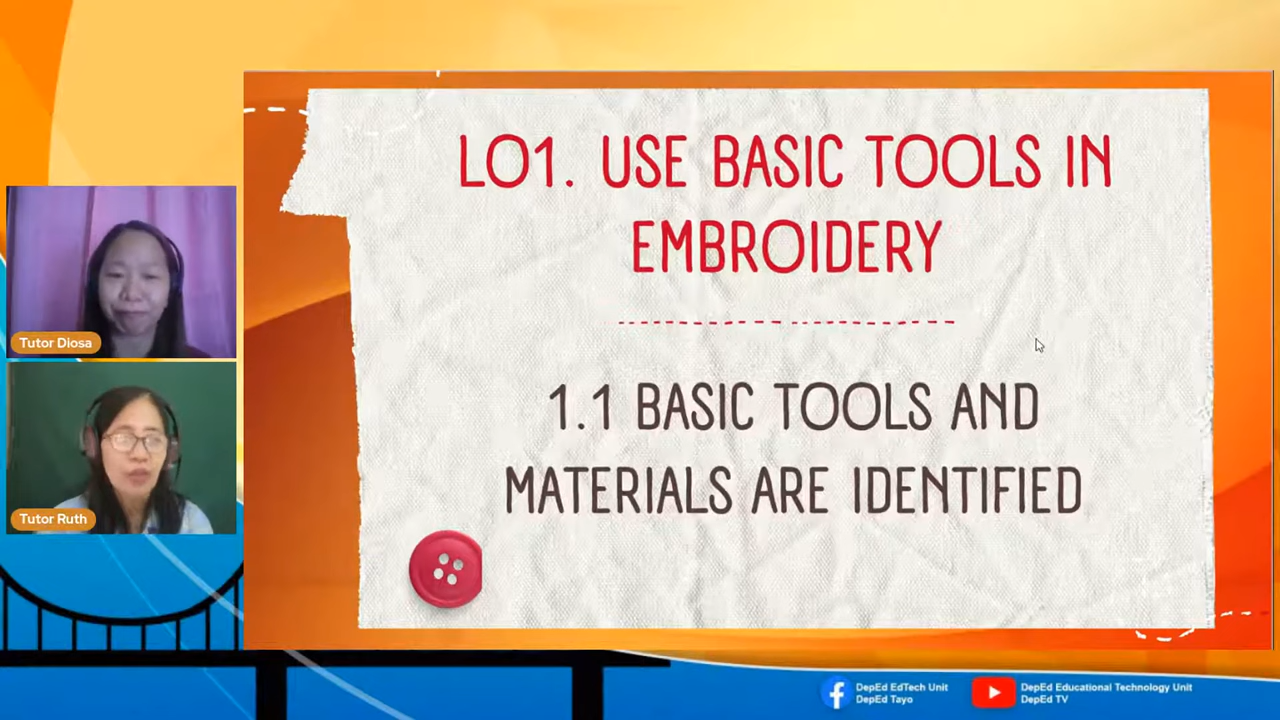 LO1. USE BASIC TOOLS IN
EMBROIDERY
1.1 BASIC TOOLS AND
MATERIALS ARE IDENTIFIED
Tutor Diosa
Tutor Ruth
DepEd EdTech Unit
DepEd Tayo
DepEd Educational Technology Unit
DepEd TV